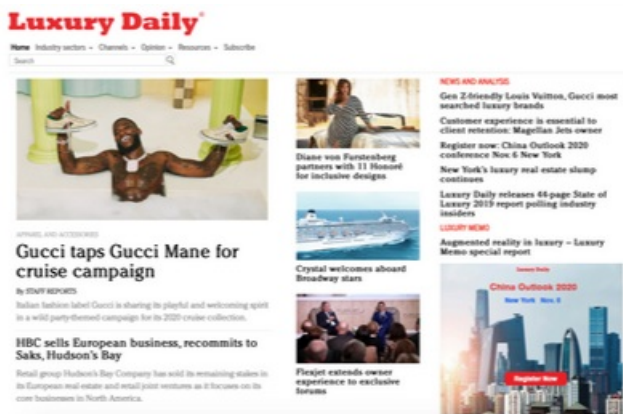 Luxury Daily®
Home Industry sectors Channels Opinion Resources Subscribe
Search
APPAREL AND ACCESSORIES
Gucci taps Gucci Mane for
cruise campaign
By STAFF REPORTS
Italian fashion label Gucci is sharing its playful and welcoming spirit
in a wild party-themed campaign for its 2020 cruise collection.
HBC sells European business, recommits to
Saks, Hudson's Bay
Retail group Hudson's Bay Company has sold its remaining stakes in
its European real estate and retail joint ventures as it focuses on its
core businesses in North America.
Diane von Furstenberg
partners with 11 Honoré
for inclusive designs
Crystal welcomes aboard
Broadway stars
Flexjet extends owner
experience to exclusive
forums
NEWS AND ANALYSIS
Gen Z-friendly Louis Vuitton, Gucci most
searched luxury brands
Customer experience is essential to
client retention: Magellan Jets owner
Register now: China Outlook 2020
conference Nov. 6 New York
New York's luxury real estate slump
continues
Luxury Daily releases 44-page State of
Luxury 2019 report polling industry
insiders
LUXURY MEMO
Augmented reality in luxury – Luxury
Memo special report
Luxury Daily
China Outlook 2020
New York Nov. 6
Register Now